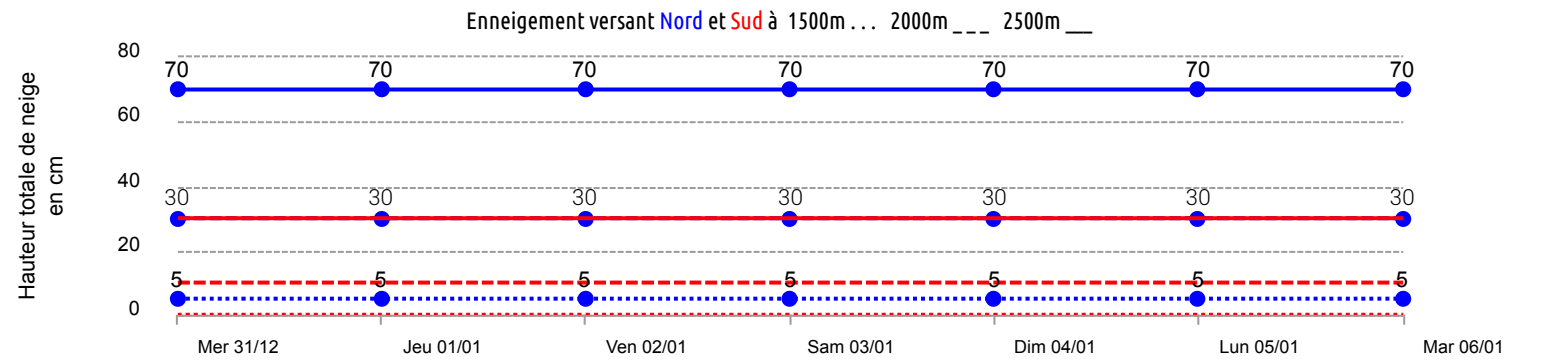 Enneigement versant Nord et Sud à 1500m . . . 2000m _ _ _ 2500m __
Hauteur totale de neige
en cm
80
70 70 70 70 70 70 70
60
40
30 30 30 30 30 30 30
20
5 5 5 5 5 5 5
0
Mer 31/12 Jeu 01/01 Ven 02/01 Sam 03/01 Dim 04/01 Lun 05/01 Mar 06/01